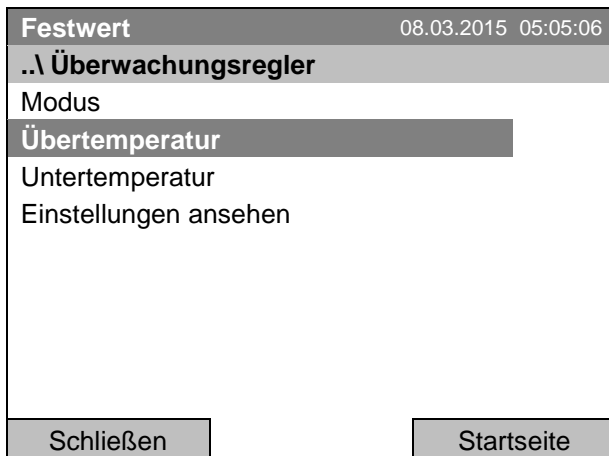 Festwert 08.03.2015 05:05:06
..\ Überwachungsregler
Modus
Übertemperatur
Untertemperatur
Einstellungen ansehen
Schließen Startseite